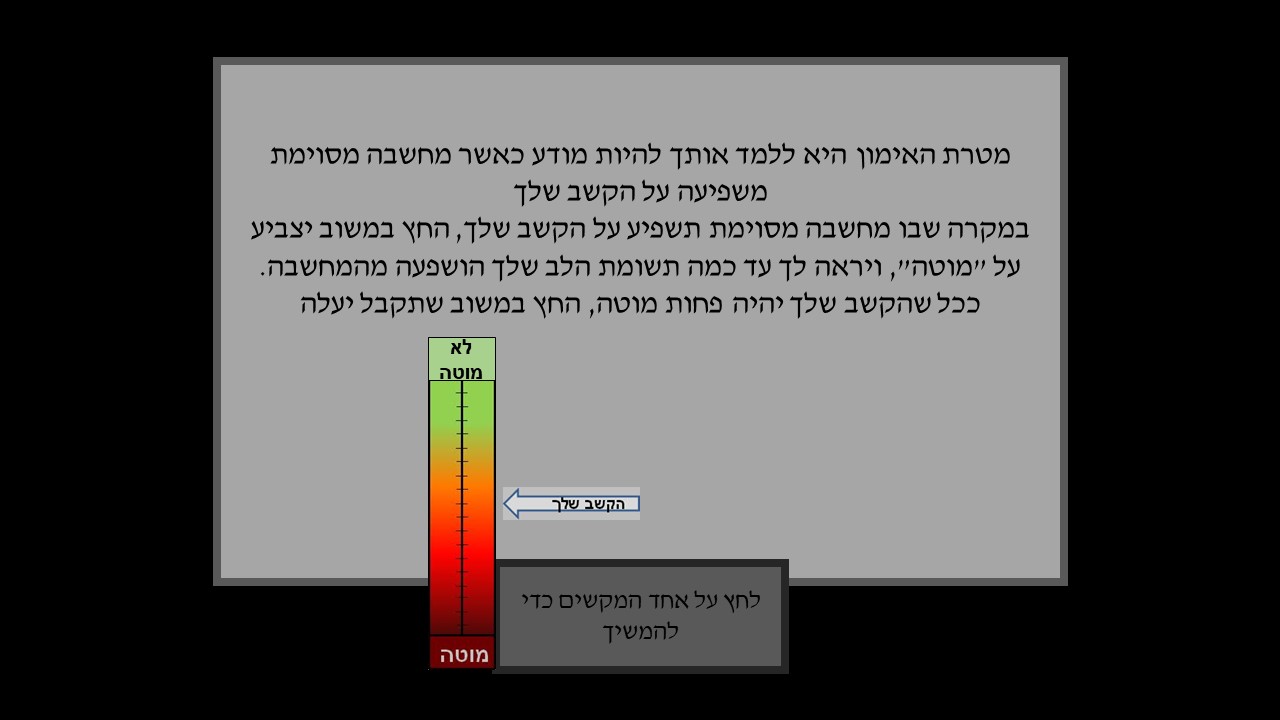 מטרת האימון היא ללמד אותך להיות מודע כאשר מחשבה מסוימת
משפיעה על הקשב שלך
במקרה שבו מחשבה מסוימת תשפיע על הקשב שלך, החץ במשוב יצביע
על "מוטה", ויראה לך עד כמה תשומת הלב שלך הושפעה מהמחשבה.
ככל שהקשב שלך יהיה פחות מוטה, החץ במשוב שתקבל יעלה
לא
מוטה
הקשב שלך
מוטה
לחץ על אחד המקשים כדי
להמשיך